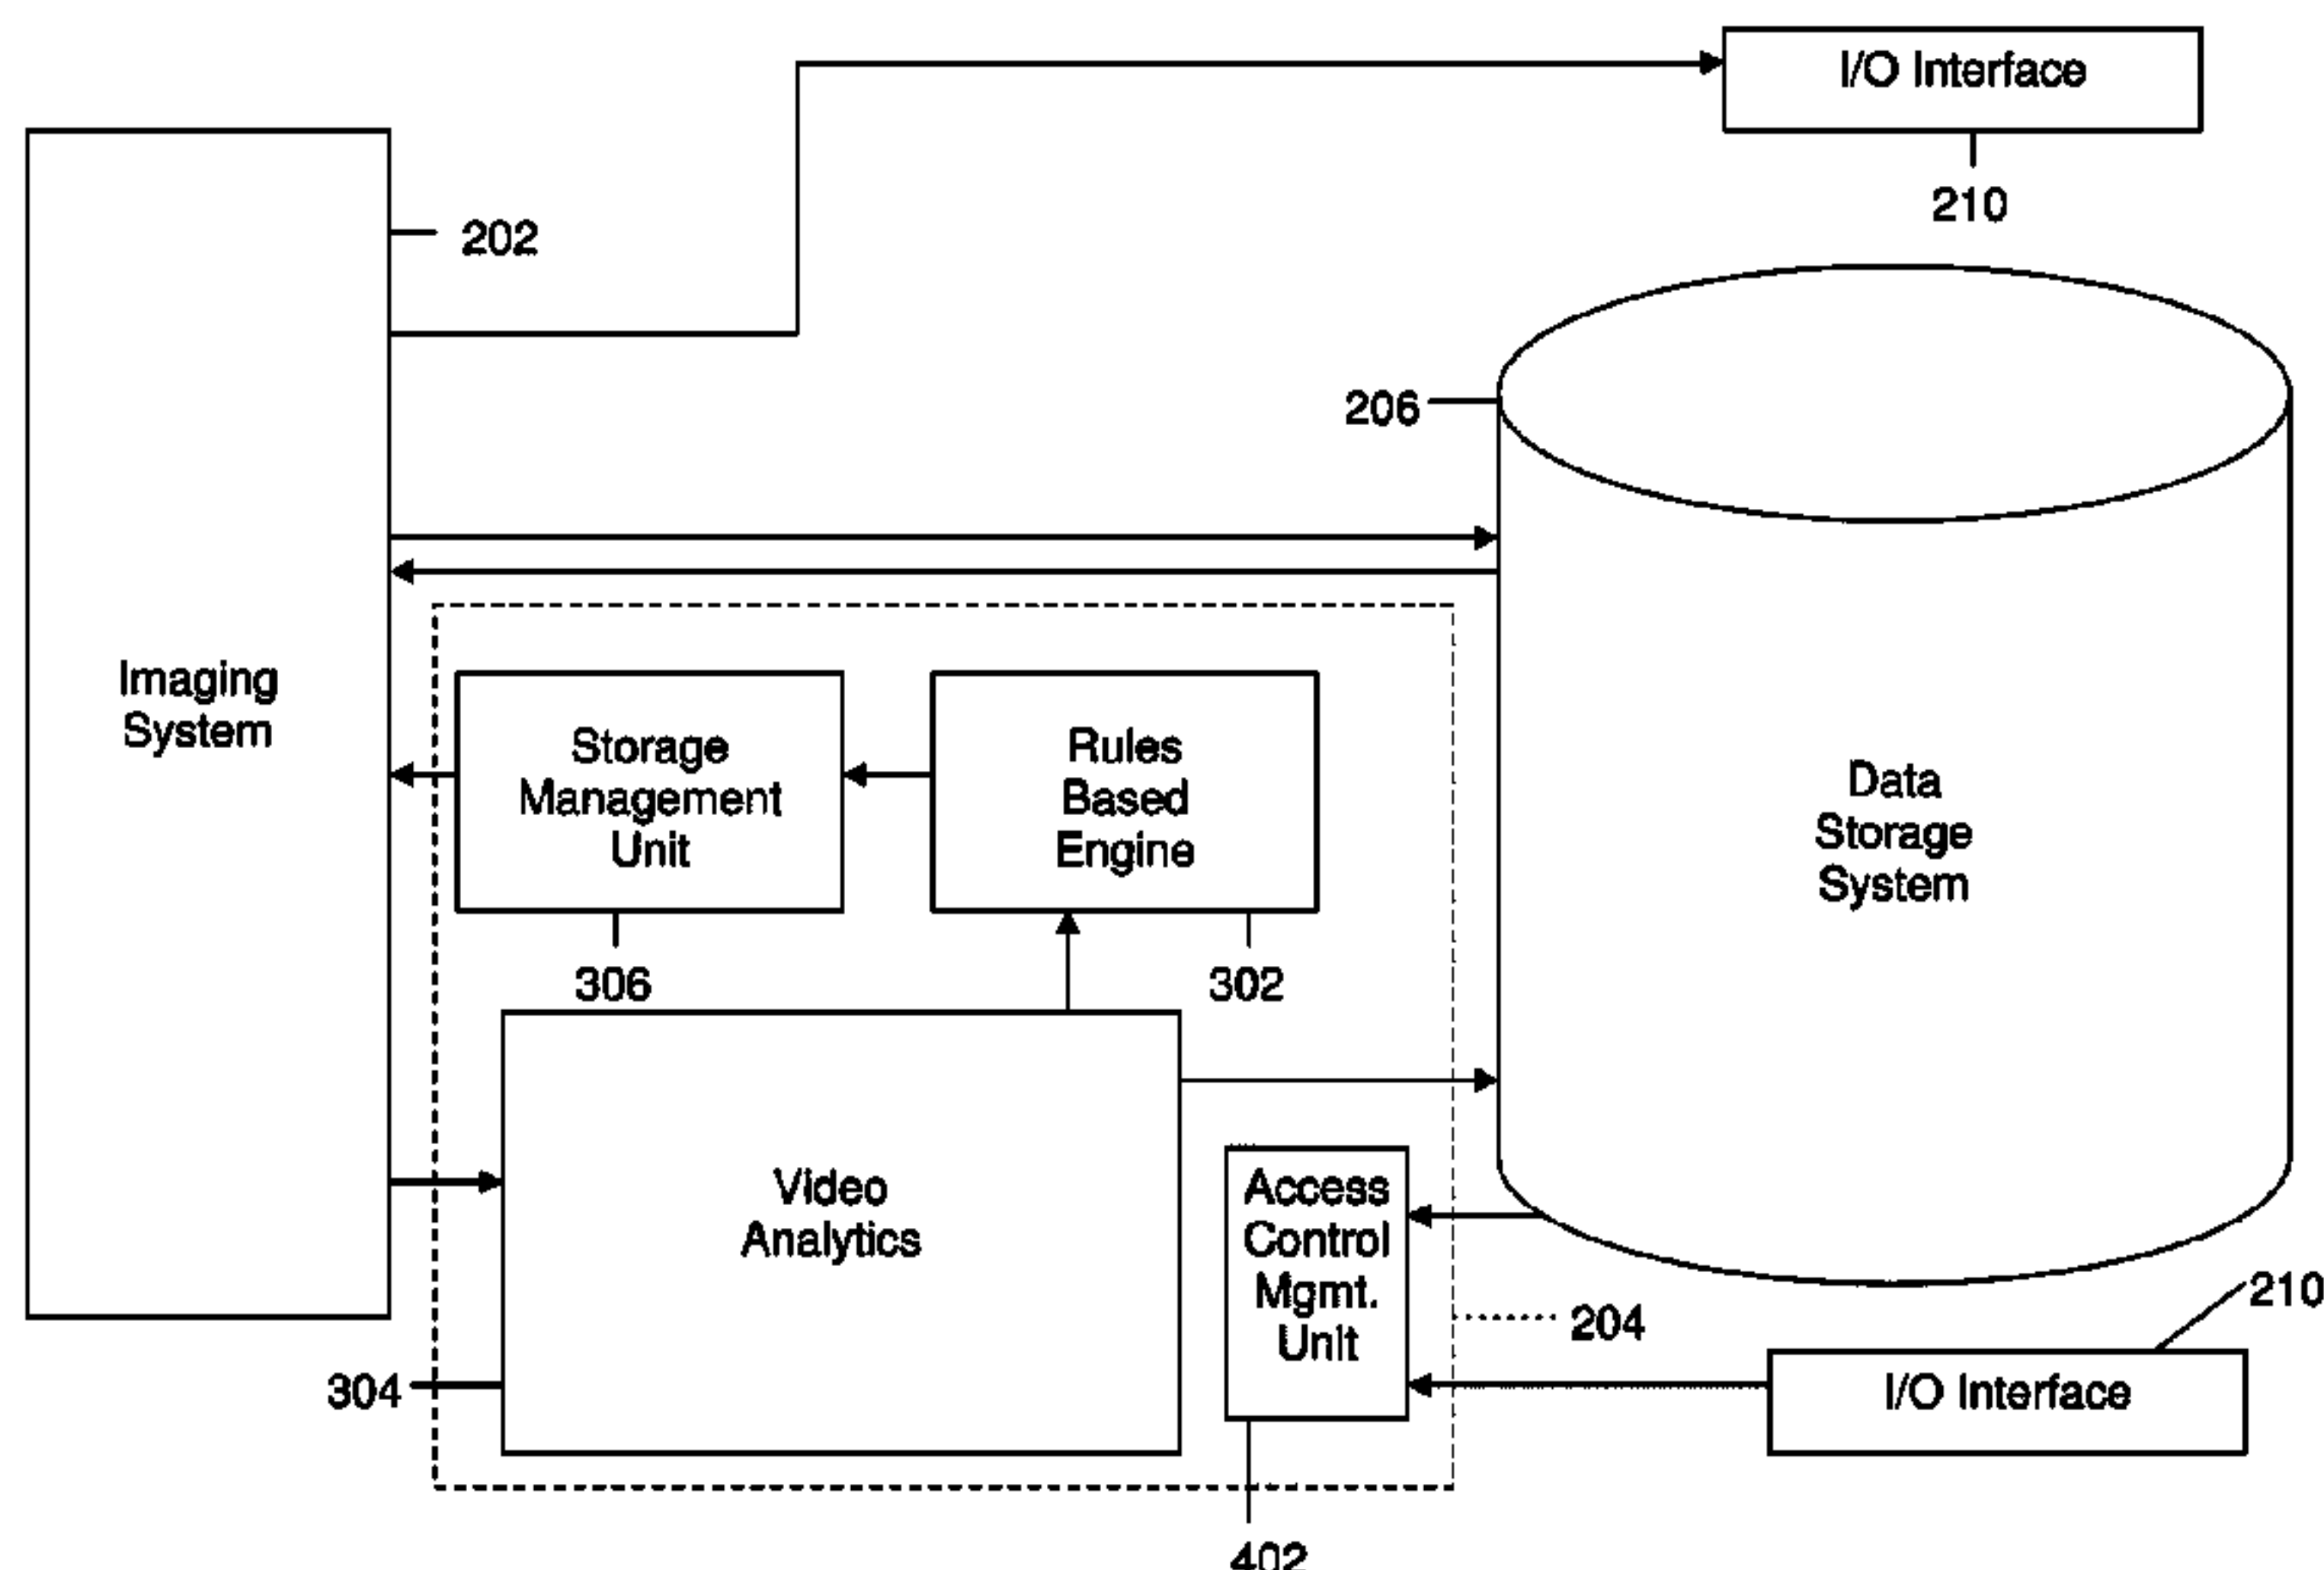 I/O Interface
210
202
206
Imaging
System
Storage
Management
Unit
306
Rules
Based
Engine
302
Data
Storage
System
Video
Analytics
304
Access
Control
Mgmt.
Unit
402
204
210
I/O Interface